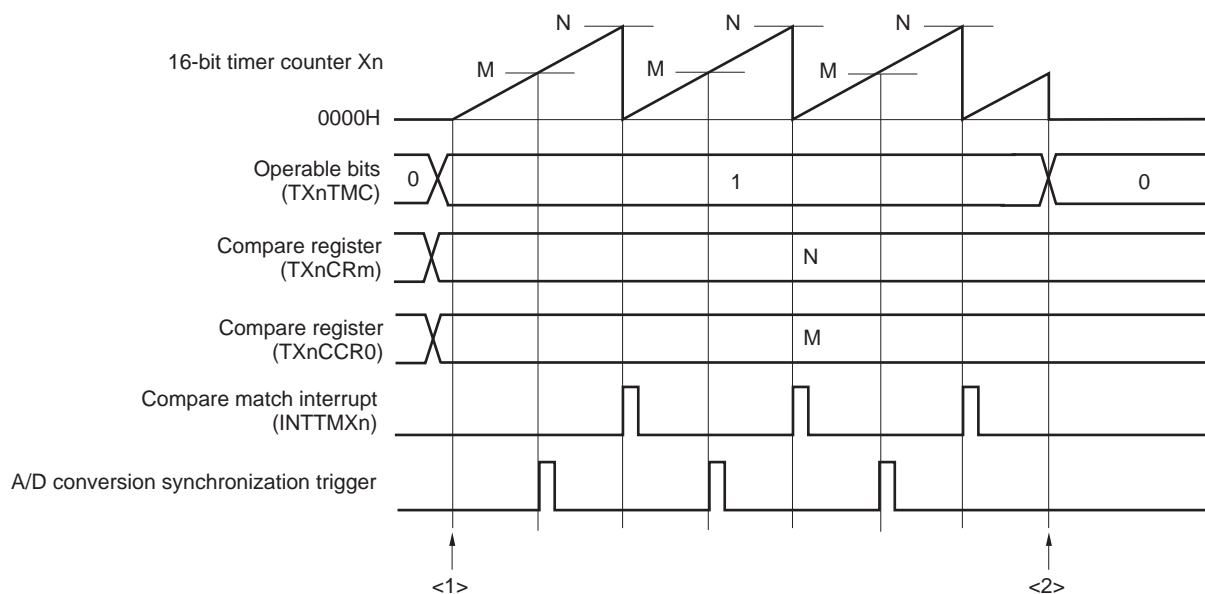 N N N
16-bit timer counter Xn
M M M
0000H
Operable bits
(TXnTMC)
0 1 0
Compare register
(TXnCRm)
N
Compare register
(TXnCCR0)
M
Compare match interrupt
(INTTMXn)
A/D conversion synchronization trigger
<1> <2>